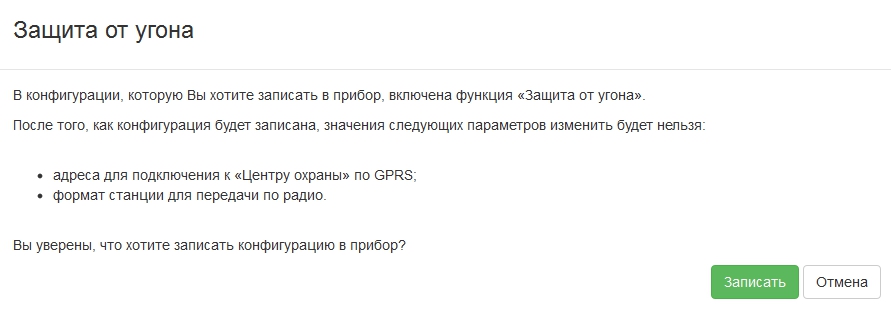 Защита от угона
В конфигурации, которую Вы хотите записать в прибор, включена функция «Защита от угона».
После того, как конфигурация будет записана, значения следующих параметров изменить будет нельзя:
• адреса для подключения к «Центру охраны» по GPRS;
• формат станции для передачи по радио.
Вы уверены, что хотите записать конфигурацию в прибор?
Записать Отмена